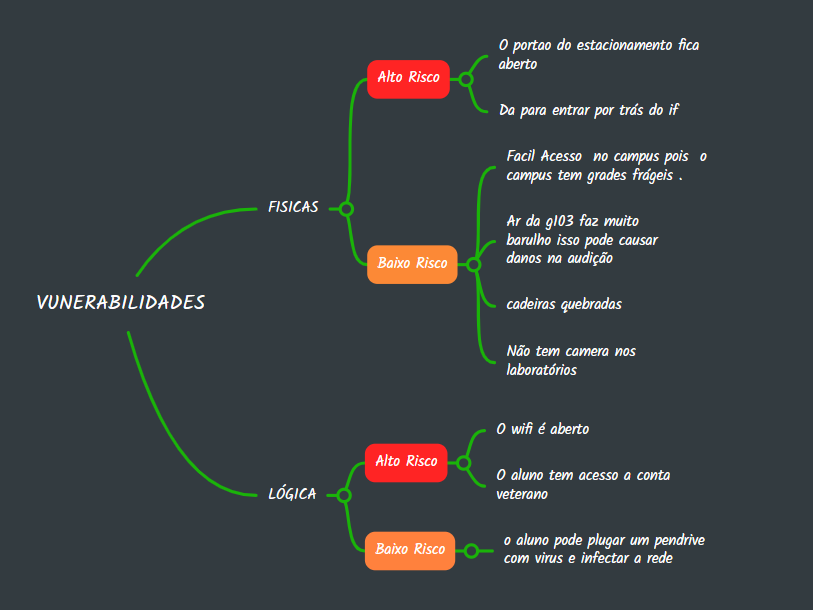 O portao do estacionamento fica
aberto
Alto Risco
Da para entrar por trás do if
Facil Acesso no campus pois o
campus tem grades frágeis .
FISICAS
Ar da g103 faz muito
barulho isso pode causar
danos na audição
Baixo Risco
cadeiras quebradas
VUNERABILIDADES
Não tem camera nos
laboratórios
O wifi é aberto
Alto Risco
O aluno tem acesso a conta
veterano
LÓGICA
Baixo Risco
o aluno pode plugar um pendrive
com virus e infectar a rede